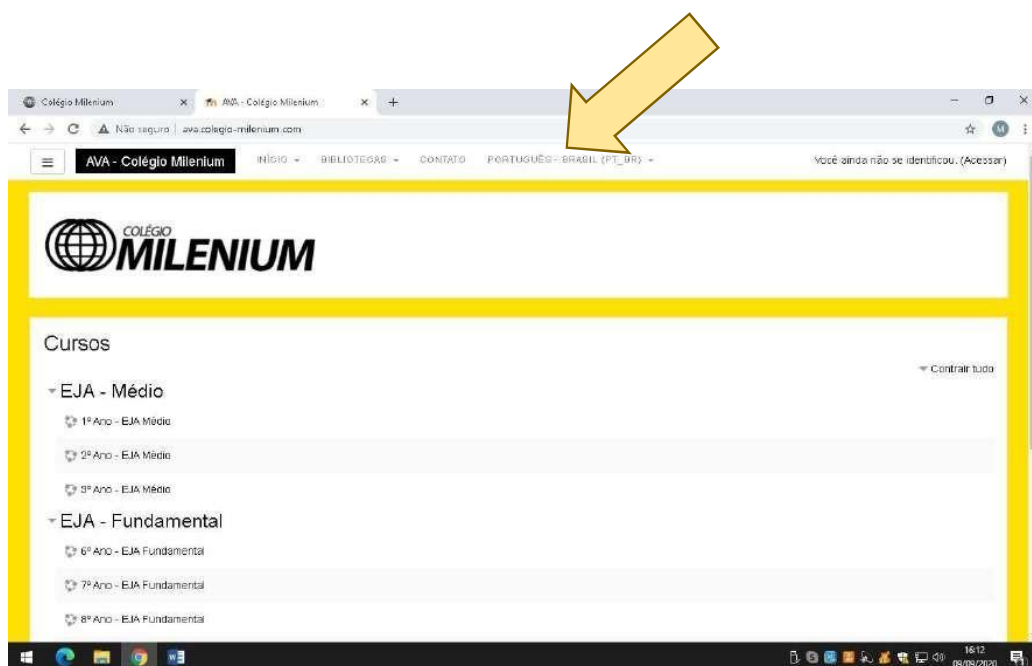 Colégio Milenium
AVA - Colégio Milenium
Não seguro | ava.colegio-milenium.com
M
AVA - Colégio Milenium
INÍCIO
BIBLIOTECAS
CONTATO
PORTUGUÊS - BRASIL (PT_BR)
Você ainda não se identificou. (Acessar)
COLÉGIO
MILENIUM
Cursos
Contrair tudo
EJA - Médio
1º Ano - EJA Médio
2º Ano - EJA Médio
3º Ano - EJA Médio
EJA - Fundamental
6º Ano - EJA Fundamental
7º Ano - EJA Fundamental
8º Ano - EJA Fundamental
16:12
09/09/2020